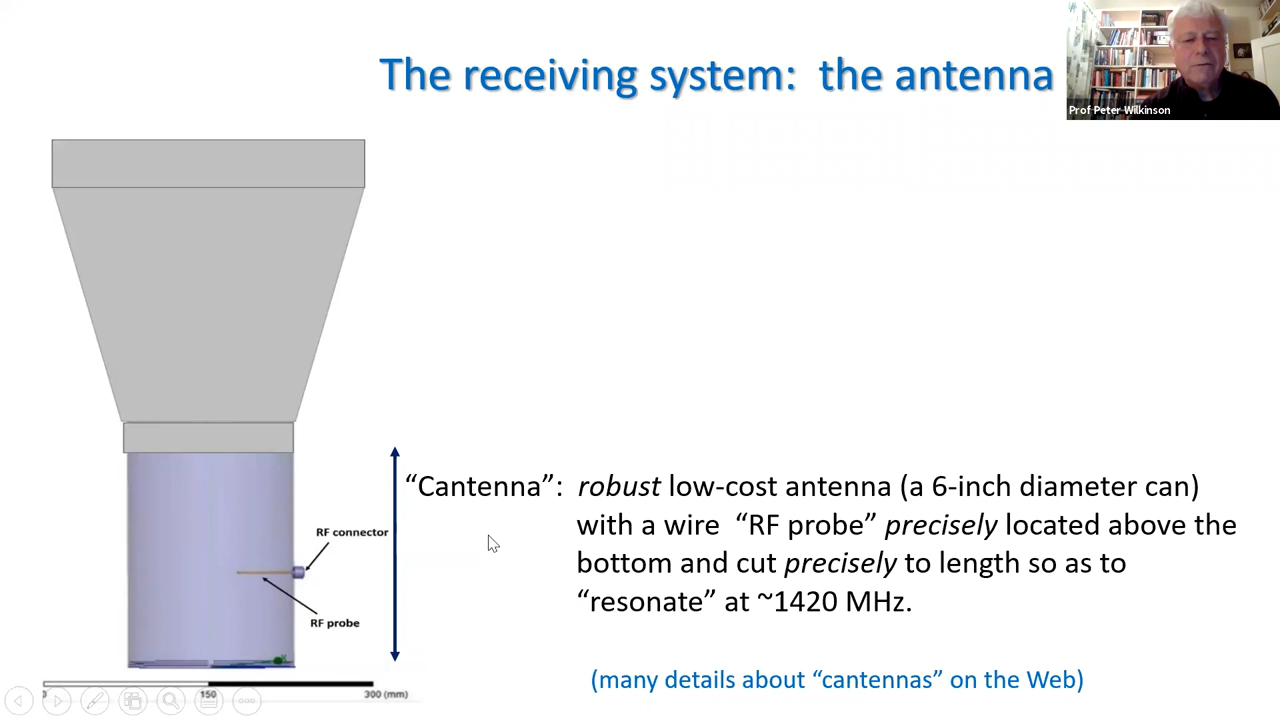 The receiving system: the antenna
Prof Peter Wilkinson
“Cantenna”: robust low-cost antenna (a 6-inch diameter can)
with a wire “RF probe” precisely located above the
bottom and cut precisely to length so as to
“resonate” at ~1420 MHz.
RF connector
RF probe
(many details about “cantennas” on the Web)
0
150
300 (mm)